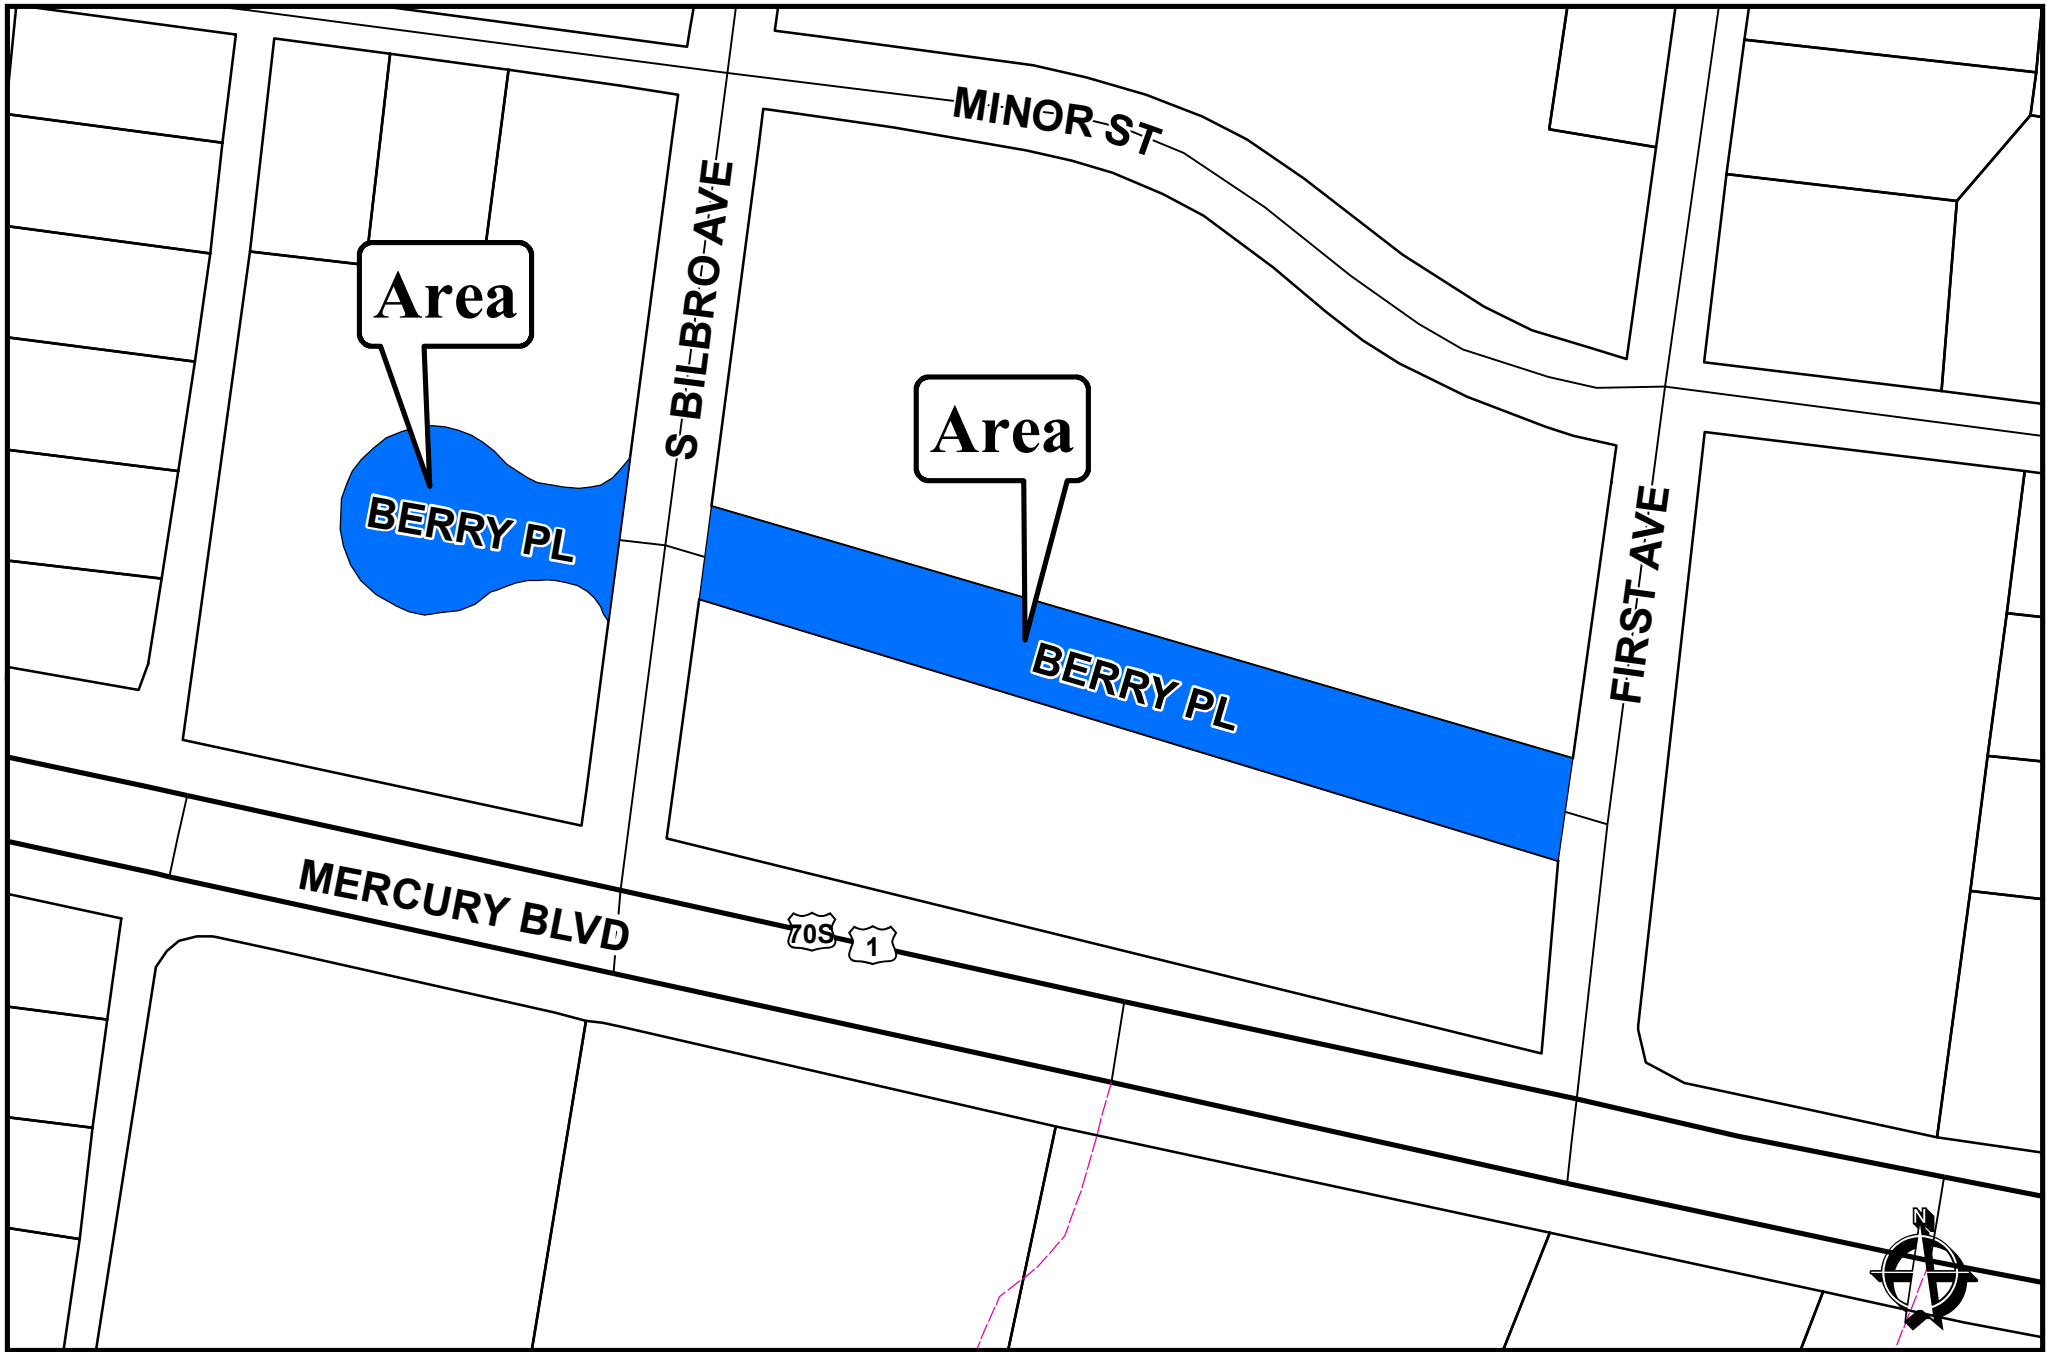 MINOR ST
S BILBRO AVE
Area
Area
BERRY PL
FIRST AVE
BERRY PL
MERCURY BLVD
70S
1
N